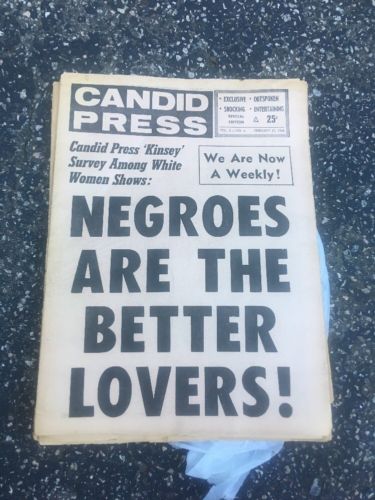 CANDID
PRESS
• EXCLUSIVE • OUTSPOKEN
• SHOCKING • ENTERTAINING
SPECIAL
EDITION
25¢
Candid Press 'Kinsey'
Survey Among White
Women Shows:
We Are Now
A Weekly!
NEGROES
ARE THE
BETTER
LOVERS!